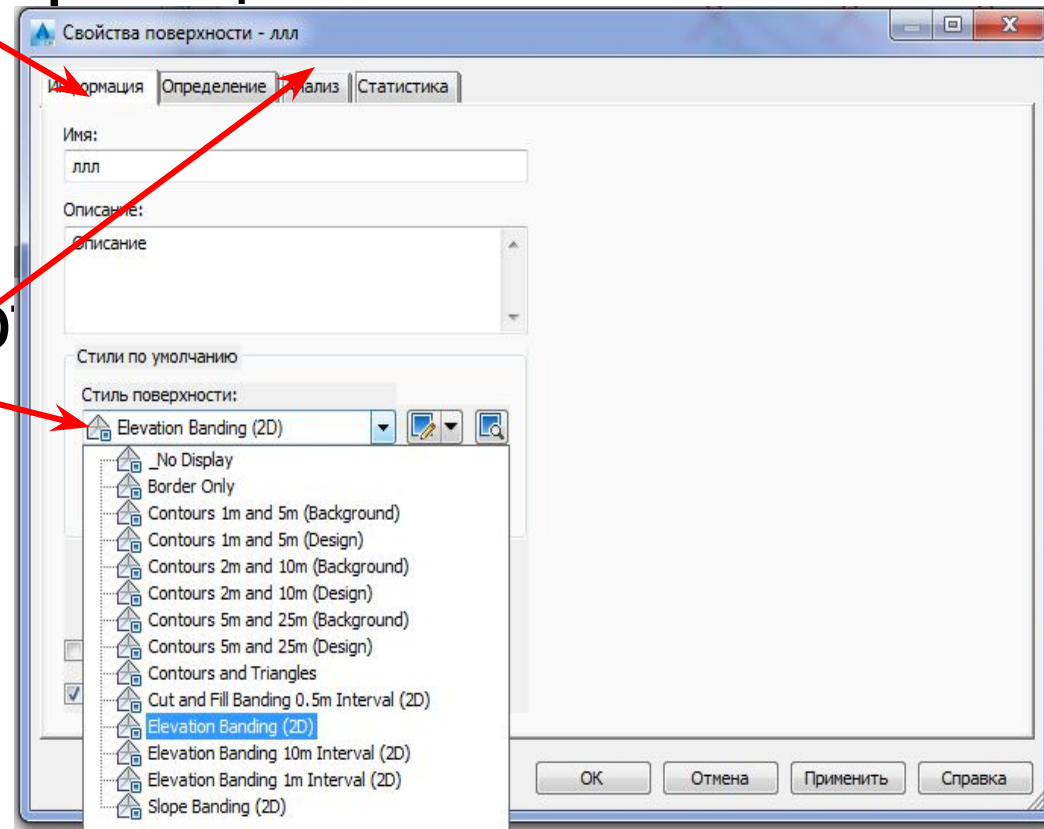 Свойства поверхности - ллл
Информация Определение Анализ Статистика
Имя:
ллл
Описание:
Описание
Стили по умолчанию
Стиль поверхности:
Elevation Banding (2D)
_No Display
Border Only
Contours 1m and 5m (Background)
Contours 1m and 5m (Design)
Contours 2m and 10m (Background)
Contours 2m and 10m (Design)
Contours 5m and 25m (Background)
Contours 5m and 25m (Design)
Contours and Triangles
Cut and Fill Banding 0.5m Interval (2D)
Elevation Banding (2D)
Elevation Banding 10m Interval (2D)
Elevation Banding 1m Interval (2D)
Slope Banding (2D)
ОК Отмена Применить Справка